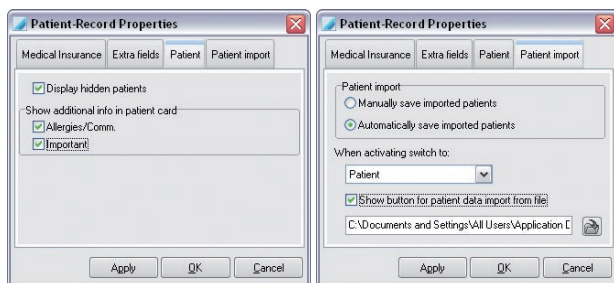 Patient-Record Properties
Medical Insurance Extra fields Patient Patient import
Display hidden patients
Show additional info in patient card
Allergies/Comm.
Important
Apply OK Cancel
Patient-Record Properties
Medical Insurance Extra fields Patient Patient import
Patient import
Manually save imported patients
Automatically save imported patients
When activating switch to:
Patient
Show button for patient data import from file
C:\Documents and Settings\All Users\Application D
Apply OK Cancel